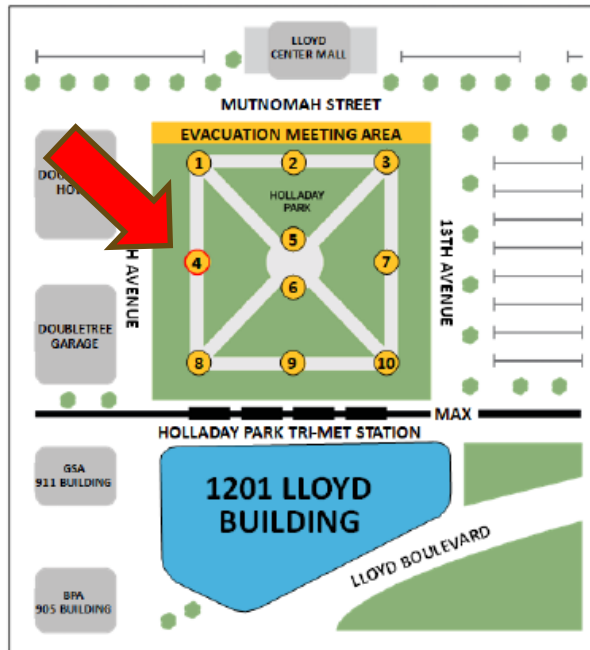 LLOYD
CENTER MALL
MUTNOMAH STREET
EVACUATION MEETING AREA
1
2
3
HOLLADAY
PARK
5
4
7
6
13TH AVENUE
DOUBLETREE
GARAGE
8
9
10
MAX
HOLLADAY PARK TRI-MET STATION
GSA
911 BUILDING
1201 LLOYD
BUILDING
LLOYD BOULEVARD
BPA
905 BUILDING